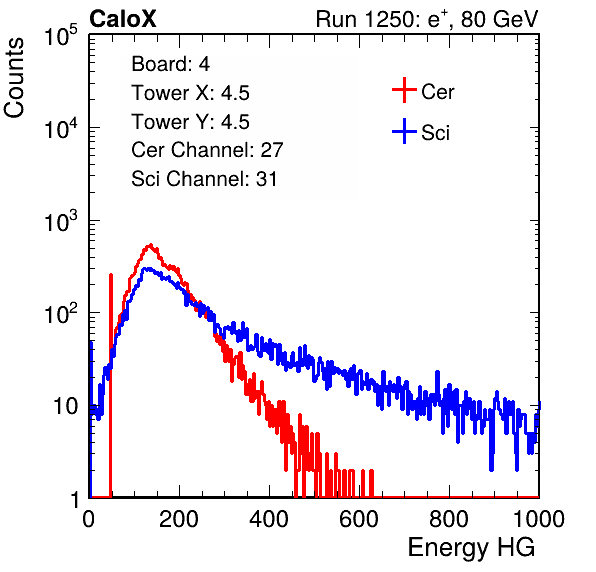 CaloX Run 1250: e⁺, 80 GeV
Counts
Board: 4
Tower X: 4.5
Tower Y: 4.5
Cer Channel: 27
Sci Channel: 31
Cer
Sci
10⁵
10⁴
10³
10²
10
1
0 200 400 600 800 1000
Energy HG